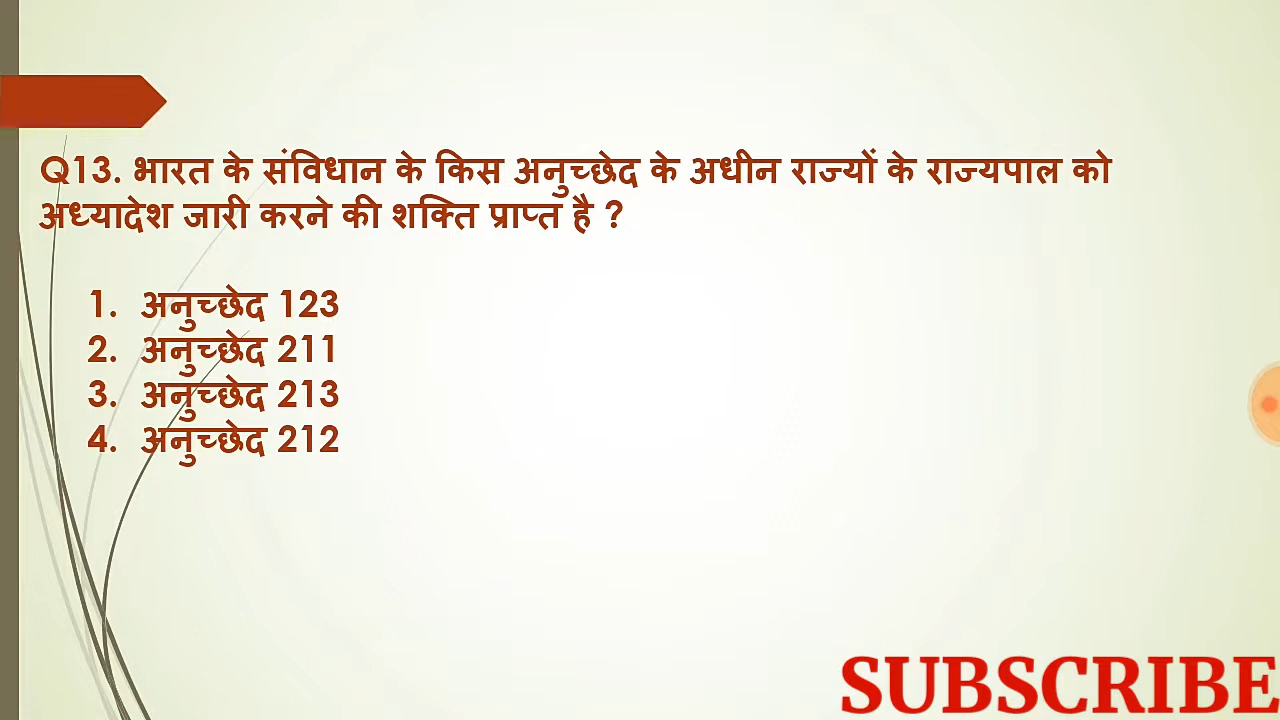 Q13. भारत के संविधान के किस अनुच्छेद के अधीन राज्यों के राज्यपाल को
अध्यादेश जारी करने की शक्ति प्राप्त है ?
1. अनुच्छेद 123
2. अनुच्छेद 211
3. अनुच्छेद 213
4. अनुच्छेद 212
SUBSCRIBE